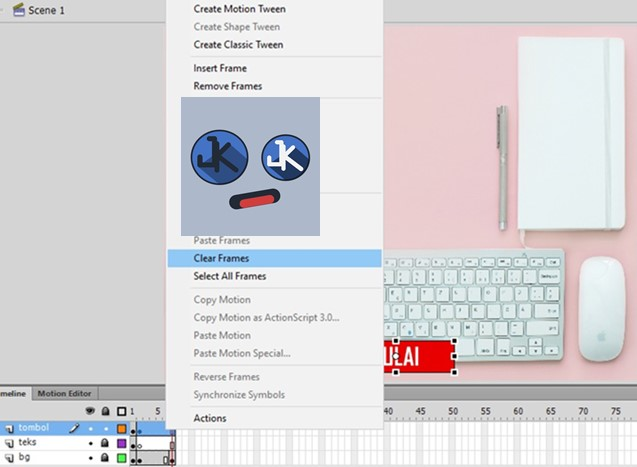 Scene 1
Create Motion Tween
Create Shape Tween
Create Classic Tween
Insert Frame
Remove Frames
JK JK
Paste Frames
Clear Frames
Select All Frames
Copy Motion
Copy Motion as ActionScript 3.0...
Paste Motion
Paste Motion Special...
Reverse Frames
Synchronize Symbols
Actions
ULAI
meline Motion Editor
1 5 40 45 50 55 60 65 70 75
tombol
teks
bg